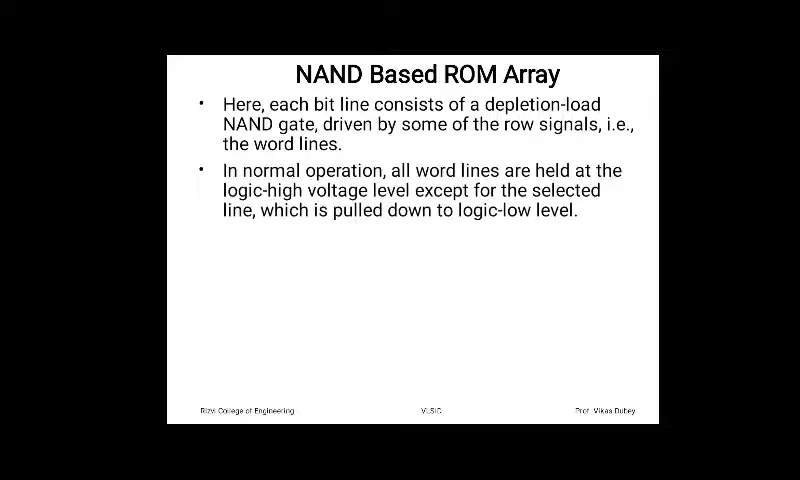 NAND Based ROM Array
• Here, each bit line consists of a depletion-load
NAND gate, driven by some of the row signals, i.e.,
the word lines.
• In normal operation, all word lines are held at the
logic-high voltage level except for the selected
line, which is pulled down to logic-low level.
Rizvi College of Engineering VLSID Prof. Vikas Dubey